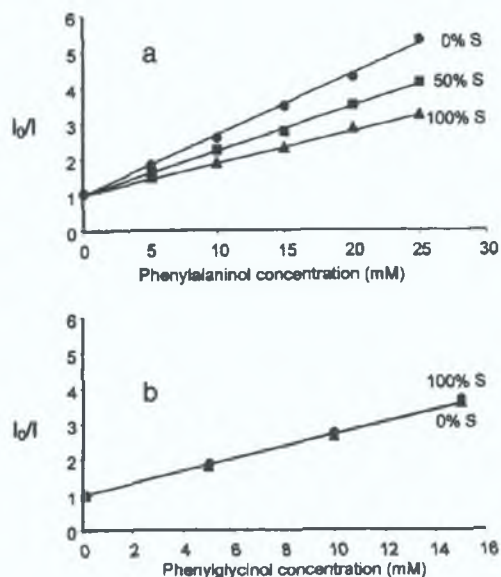 6
5
4
3
2
1
0
I₀/I
a
0% S
50% S
100% S
0 5 10 15 20 25 30
Phenylalaninol concentration (mM)
6
5
4
3
2
1
0
I₀/I
b
100% S
0% S
0 2 4 6 8 10 12 14 16
Phenylglycinol concentration (mM)